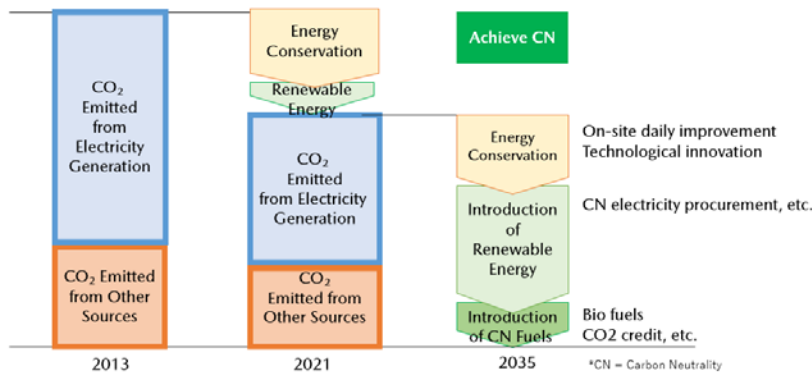 CO₂
Emitted
from
Electricity
Generation
CO₂ Emitted
from Other
Sources
2013
Energy
Conservation
Renewable
Energy
CO₂
Emitted
from Electricity
Generation
CO₂
Emitted from
Other Sources
2021
Achieve CN
Energy
Conservation
On-site daily improvement
Technological innovation
Introduction
of
Renewable
Energy
CN electricity procurement, etc.
Introduction
of CN Fuels
Bio fuels
CO2 credit, etc.
2035
*CN = Carbon Neutrality